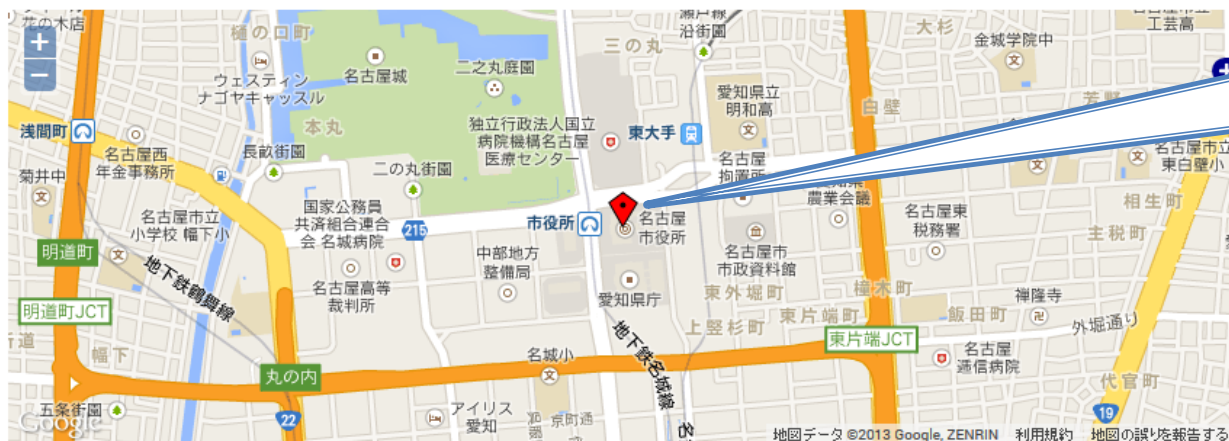 花の木店
樋の口町
瀬戸線
沿街園
三の丸
大杉
金城学院中
名古屋市立
工芸高
+
−
ウェスティン
ナゴヤキャッスル
名古屋城
二之丸庭園
本丸
独立行政法人国立
病院機構名古屋
医療センター
東大手
愛知県立
明和高
白壁
浅間町
名古屋西
年金事務所
長畝街園
二の丸街園
名古屋
拘置所
農業会議
名古屋市立
東白壁小
菊井中
名古屋市立
小学校 幅下小
国家公務員
共済組合連合
会 名城病院
215
市役所
名古屋
市役所
中部地方
整備局
名古屋市
市政資料館
名古屋東
税務署
相生町
主税町
明道町
地下鉄鶴舞線
名古屋高等
裁判所
愛知県庁
東外堀町
橦木町
明道町JCT
上竪杉町
東片端町
飯田町
禅隆寺
外堀通り
東片端JCT
幅下
地下鉄名城線
名城小
名古屋
逓信病院
丸の内
代官町
五条街園
22
アイリス
愛知
京町通
19
Google
地図データ ©2013 Google, ZENRIN 利用規約 地図の誤りを報告する